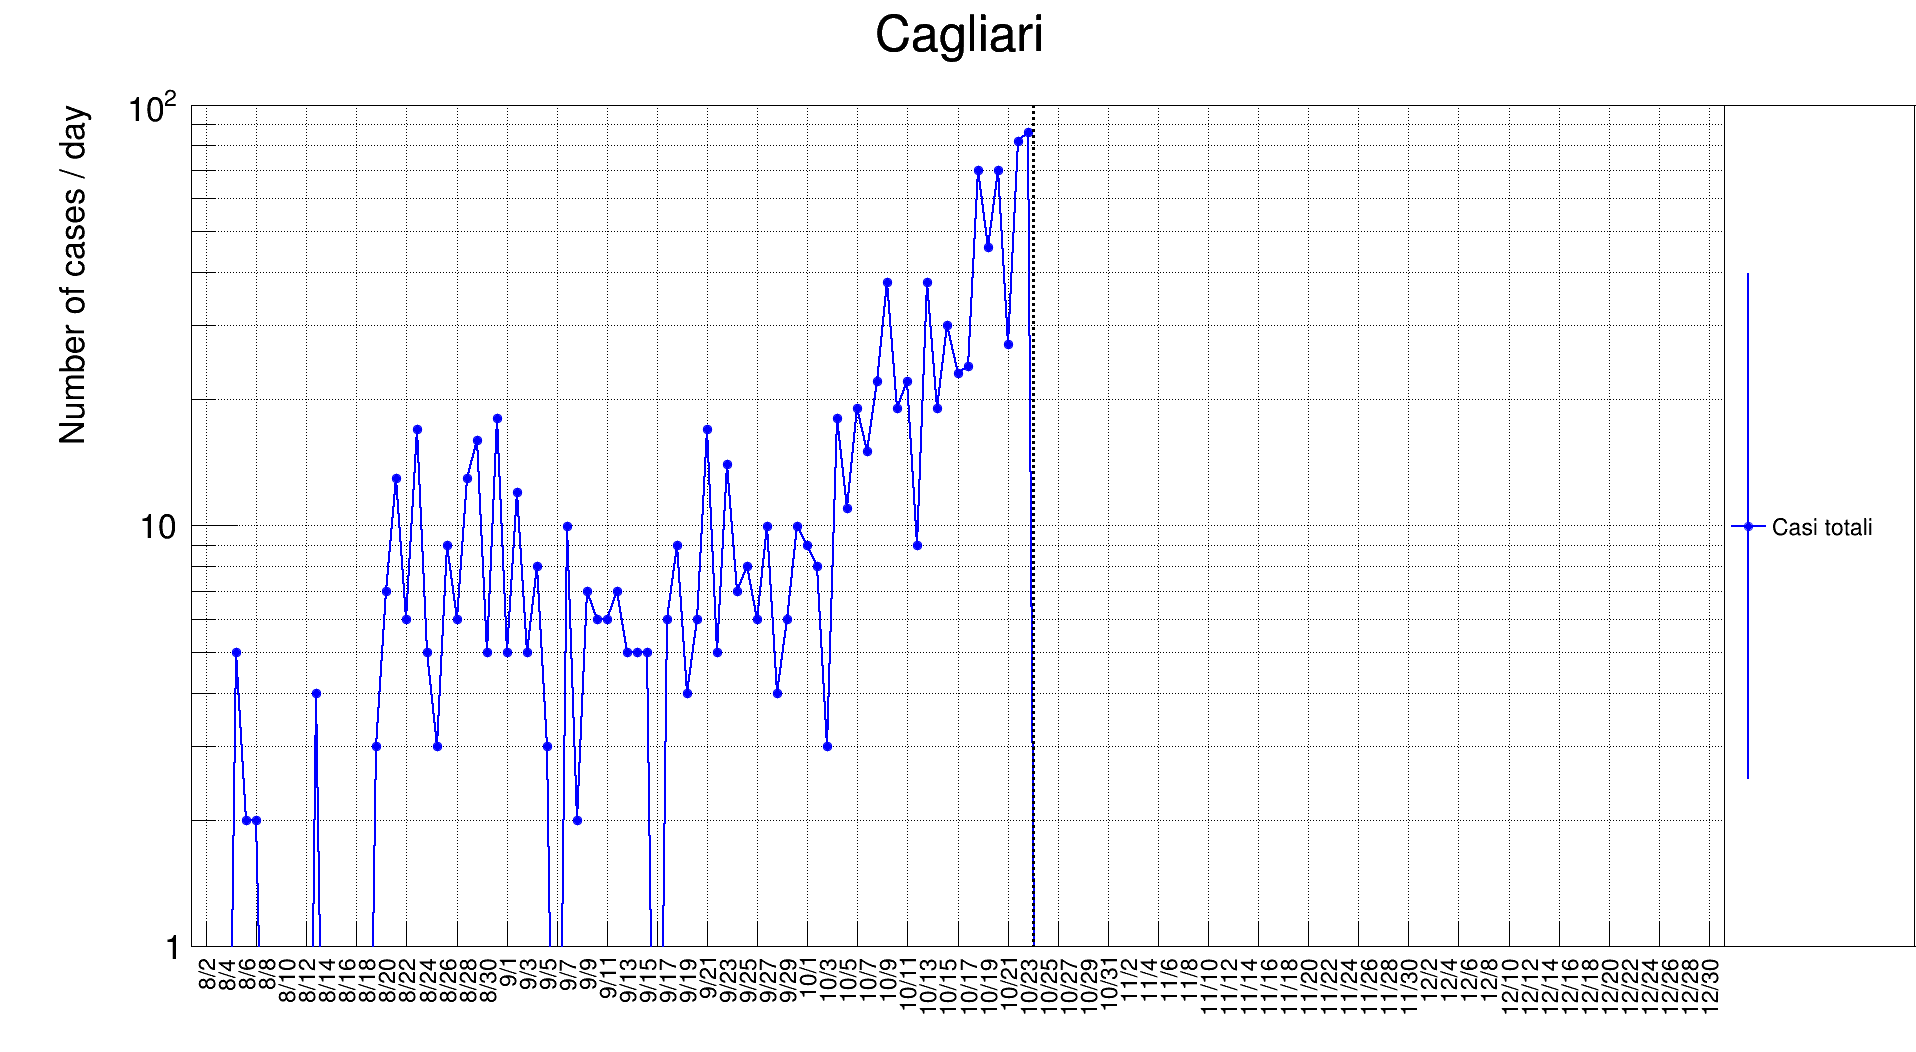 Cagliari
Number of cases / day
10²
10
1
8/2 8/4 8/6 8/8 8/10 8/12 8/14 8/16 8/18 8/20 8/22 8/24 8/26 8/28 8/30 9/1 9/3 9/5 9/7 9/9 9/11 9/13 9/15 9/17 9/19 9/21 9/23 9/25 9/27 9/29 10/1 10/3 10/5 10/7 10/9 10/11 10/13 10/15 10/17 10/19 10/21 10/23 10/25 10/27 10/29 10/31 11/2 11/4 11/6 11/8 11/10 11/12 11/14 11/16 11/18 11/20 11/22 11/24 11/26 11/28 11/30 12/2 12/4 12/6 12/8 12/10 12/12 12/14 12/16 12/18 12/20 12/22 12/24 12/26 12/28 12/30
Casi totali